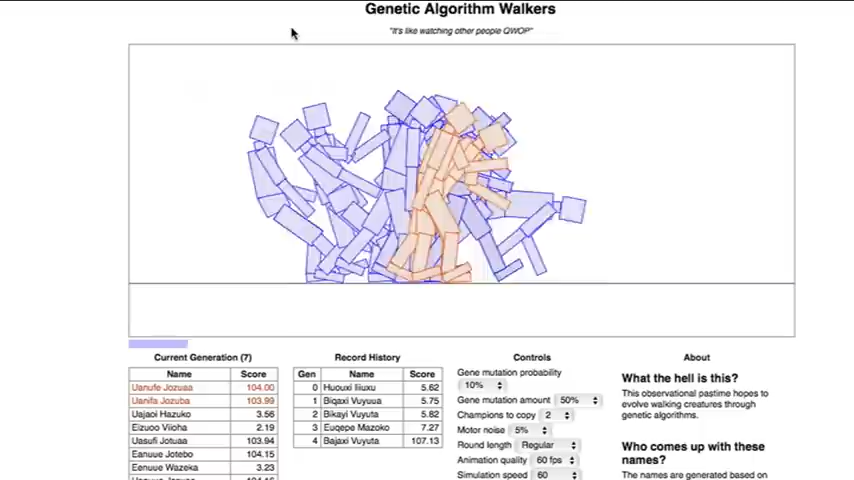 Genetic Algorithm Walkers
"It's like watching other people QWOP"
Current Generation (7)
Name Score
Uanufe Jozuaa 104.00
Uanifa Jozuba 103.99
Uajaoi Hazuko 3.56
Eizuoo Viioha 2.19
Uasufi Jotuaa 103.94
Eanuue Jotebo 104.15
Eenuue Wazeka 3.23
Record History
Gen Name Score
0 Huouxi Iiiuxu 5.62
1 Biqaxi Vuyuua 5.75
2 Bikayi Vuyuta 5.82
3 Euqepe Mazoko 7.27
4 Bajaxi Vuyuta 107.13
Controls
Gene mutation probability
10%
Gene mutation amount 50%
Champions to copy 2
Motor noise 5%
Round length Regular
Animation quality 60 fps
Simulation speed 60
About
What the hell is this?
This observational pastime hopes to
evolve walking creatures through
genetic algorithms.
Who comes up with these
names?
The names are generated based on